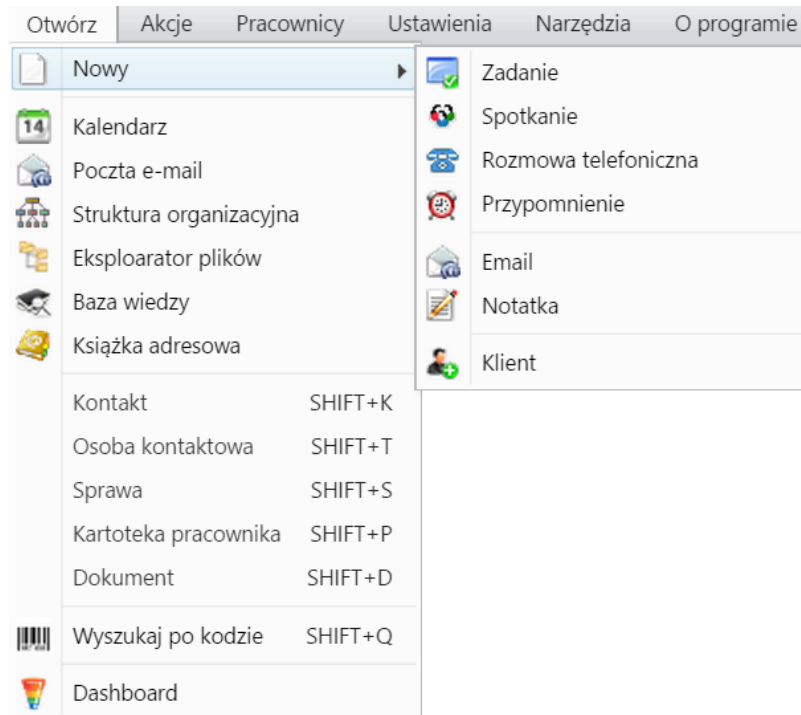 Otwórz Akcje Pracownicy Ustawienia Narzędzia O programie
Nowy
14
Kalendarz
Poczta e-mail
Struktura organizacyjna
Eksploarator plików
Baza wiedzy
Książka adresowa
Kontakt SHIFT+K
Osoba kontaktowa SHIFT+T
Sprawa SHIFT+S
Kartoteka pracownika SHIFT+P
Dokument SHIFT+D
Wyszukaj po kodzie SHIFT+Q
Dashboard
Zadanie
Spotkanie
Rozmowa telefoniczna
Przypomnienie
Email
Notatka
Klient